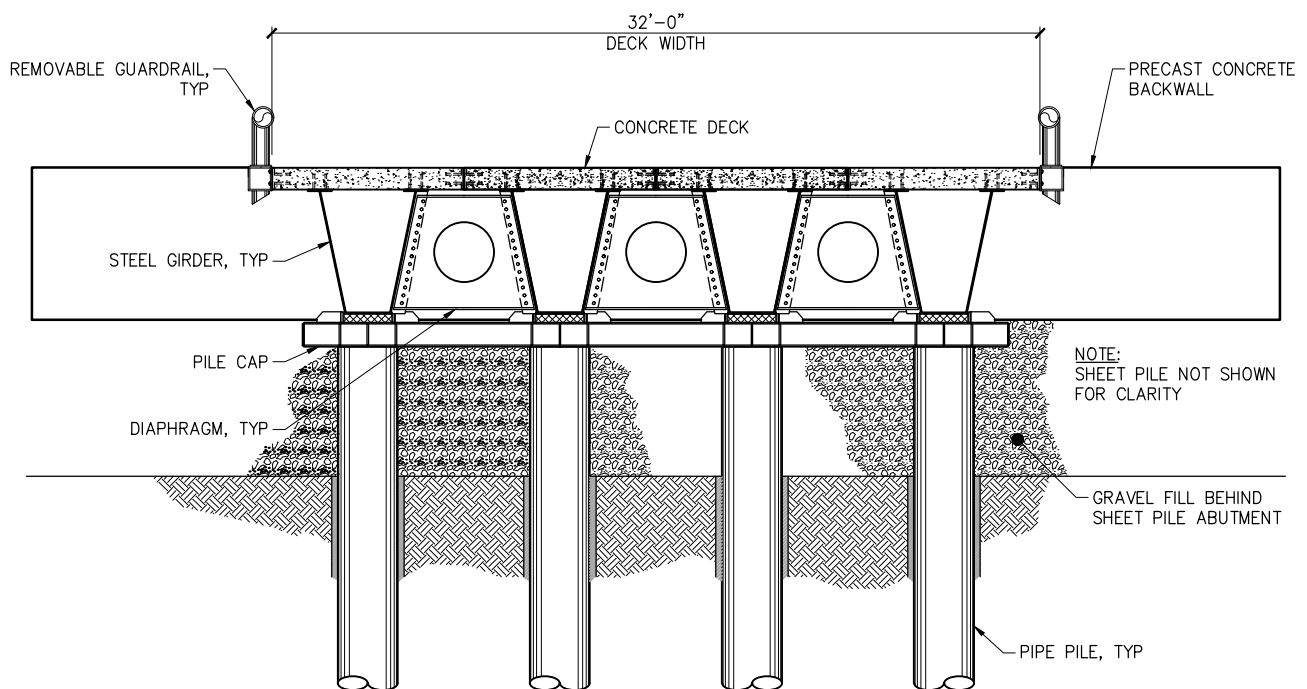 32'-0"
DECK WIDTH
REMOVABLE GUARDRAIL,
TYP
PRECAST CONCRETE
BACKWALL
CONCRETE DECK
STEEL GIRDER, TYP
PILE CAP
NOTE:
SHEET PILE NOT SHOWN
FOR CLARITY
DIAPHRAGM, TYP
GRAVEL FILL BEHIND
SHEET PILE ABUTMENT
PIPE PILE, TYP